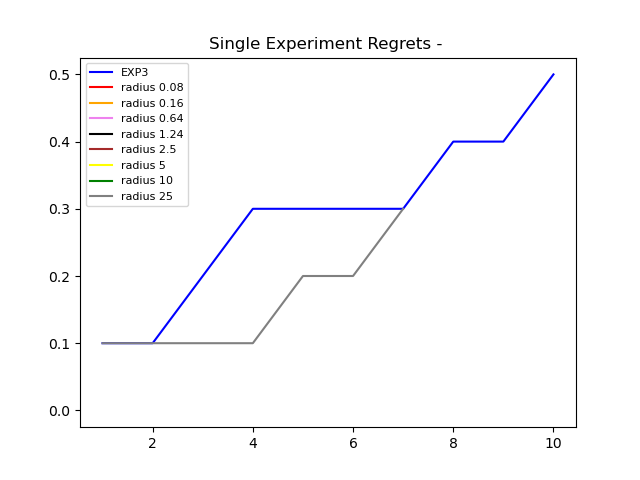 Single Experiment Regrets -
EXP3
radius 0.08
radius 0.16
radius 0.64
radius 1.24
radius 2.5
radius 5
radius 10
radius 25
0.5
0.4
0.3
0.2
0.1
0.0
2 4 6 8 10